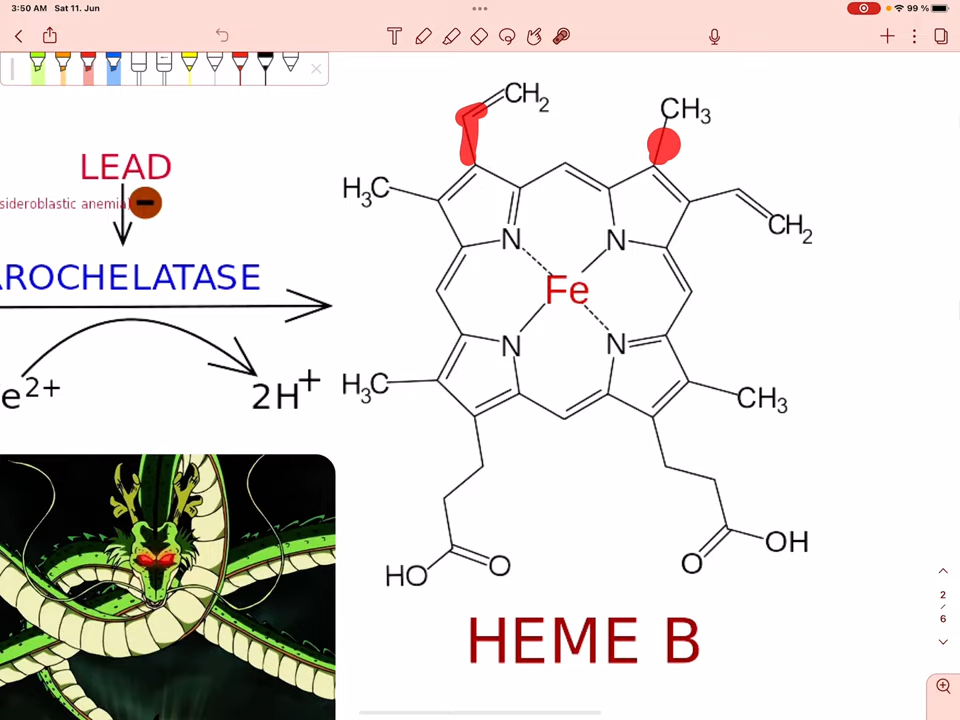 3:50 AM Sat 11. Jun
99 %
T
CH2
CH3
LEAD
H3C
sideroblastic anemia
CH2
N N
AROCHELATASE
Fe
N N
e2+
2H+
H3C
CH3
OH
O
O
HO
2
/
6
HEME B